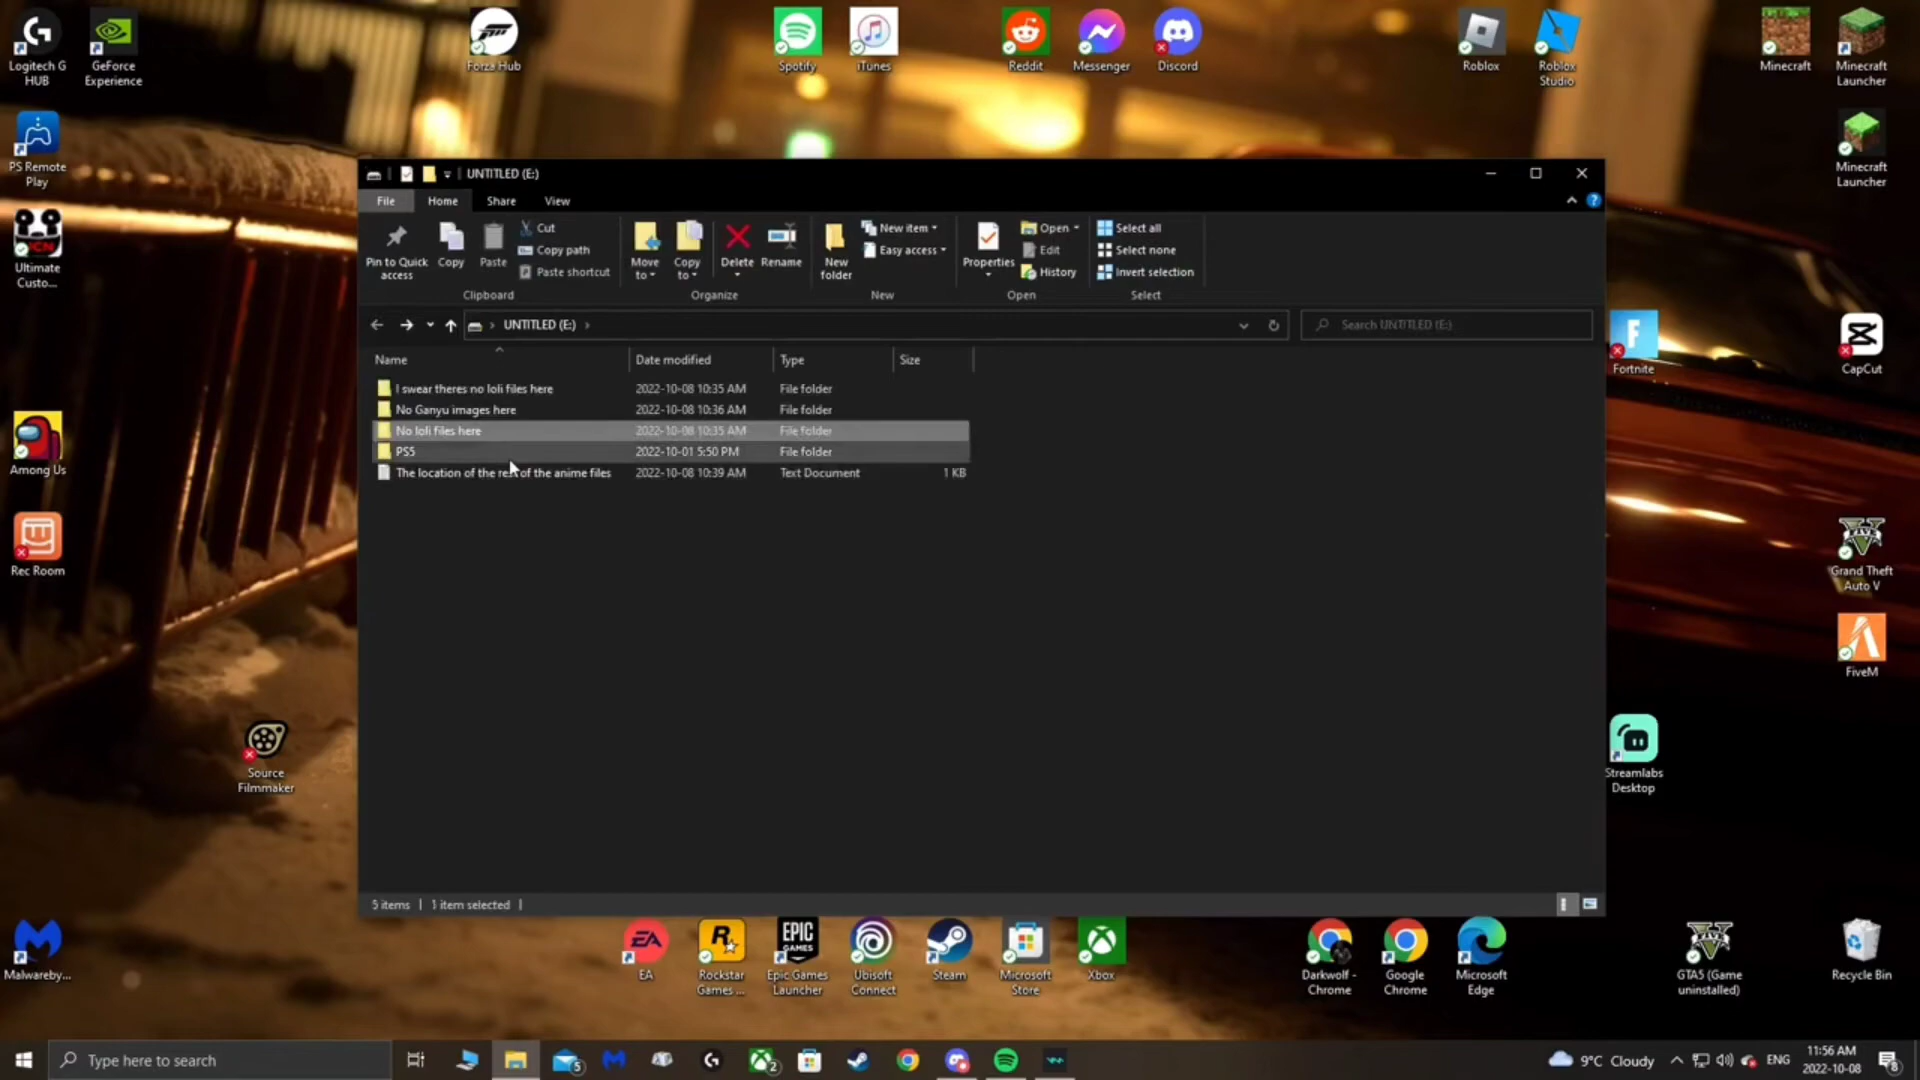 Logitech G HUB
GeForce Experience
Forza Hub
Spotify
iTunes
Reddit
Messenger
Discord
Roblox
Roblox Studio
Minecraft
Minecraft Launcher
PS Remote Play
Minecraft Launcher
Ultimate Custo...
Fortnite
CapCut
Among Us
Rec Room
Grand Theft Auto V
FiveM
Source Filmmaker
Streamlabs Desktop
UNTITLED (E:)
File Home Share View
Pin to Quick access
Copy
Paste
Cut
Copy path
Paste shortcut
Clipboard
Move to
Copy to
Delete
Rename
Organize
New folder
New item
Easy access
New
Properties
Open
Edit
History
Open
Select all
Select none
Invert selection
Select
UNTITLED (E:)
Search UNTITLED (E:)
Name Date modified Type Size
I swear theres no loli files here 2022-10-08 10:35 AM File folder
No Ganyu images here 2022-10-08 10:36 AM File folder
No loli files here 2022-10-08 10:35 AM File folder
PS5 2022-10-01 5:50 PM File folder
The location of the rest of the anime files 2022-10-08 10:39 AM Text Document 1 KB
5 items 1 item selected
Malwareby...
EA
Rockstar Games ...
EPIC GAMES
Epic Games Launcher
Ubisoft Connect
Steam
Microsoft Store
Xbox
Darkwolf - Chrome
Google Chrome
Microsoft Edge
GTA5 (Game uninstalled)
Recycle Bin
Type here to search
5
2
9°C Cloudy
ENG
11:56 AM
2022-10-08
8